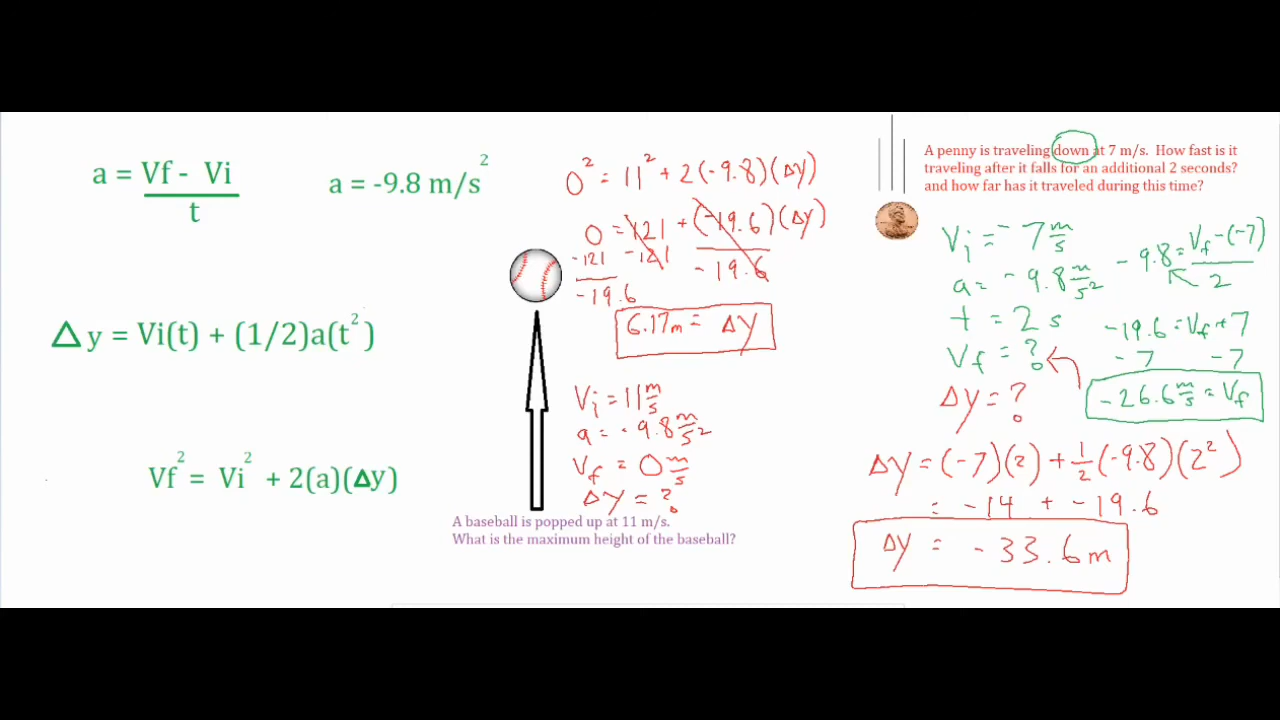 a = Vf - Vi
t
a = -9.8 m/s²
Δy = Vi(t) + (1/2)a(t²)
Vf² = Vi² + 2(a)(Δy)
0² = 11² + 2(-9.8)(Δy)
0 = 121 + (-19.6)(Δy)
-121 -121
-19.6
-19.6
6.17m = Δy
Vi = 11 m/s
a = -9.8 m/s²
Vf = 0 m/s
Δy = ?
A baseball is popped up at 11 m/s.
What is the maximum height of the baseball?
A penny is traveling down at 7 m/s. How fast is it
traveling after it falls for an additional 2 seconds?
and how far has it traveled during this time?
Vi = -7 m/s
a = -9.8 m/s²
t = 2 s
Vf = ?
Δy = ?
-9.8 = Vf - (-7)
2
-19.6 = Vf + 7
-7 -7
-26.6 m/s = Vf
Δy = (-7)(2) + 1/2 (-9.8)(2²)
= -14 + -19.6
Δy = -33.6m